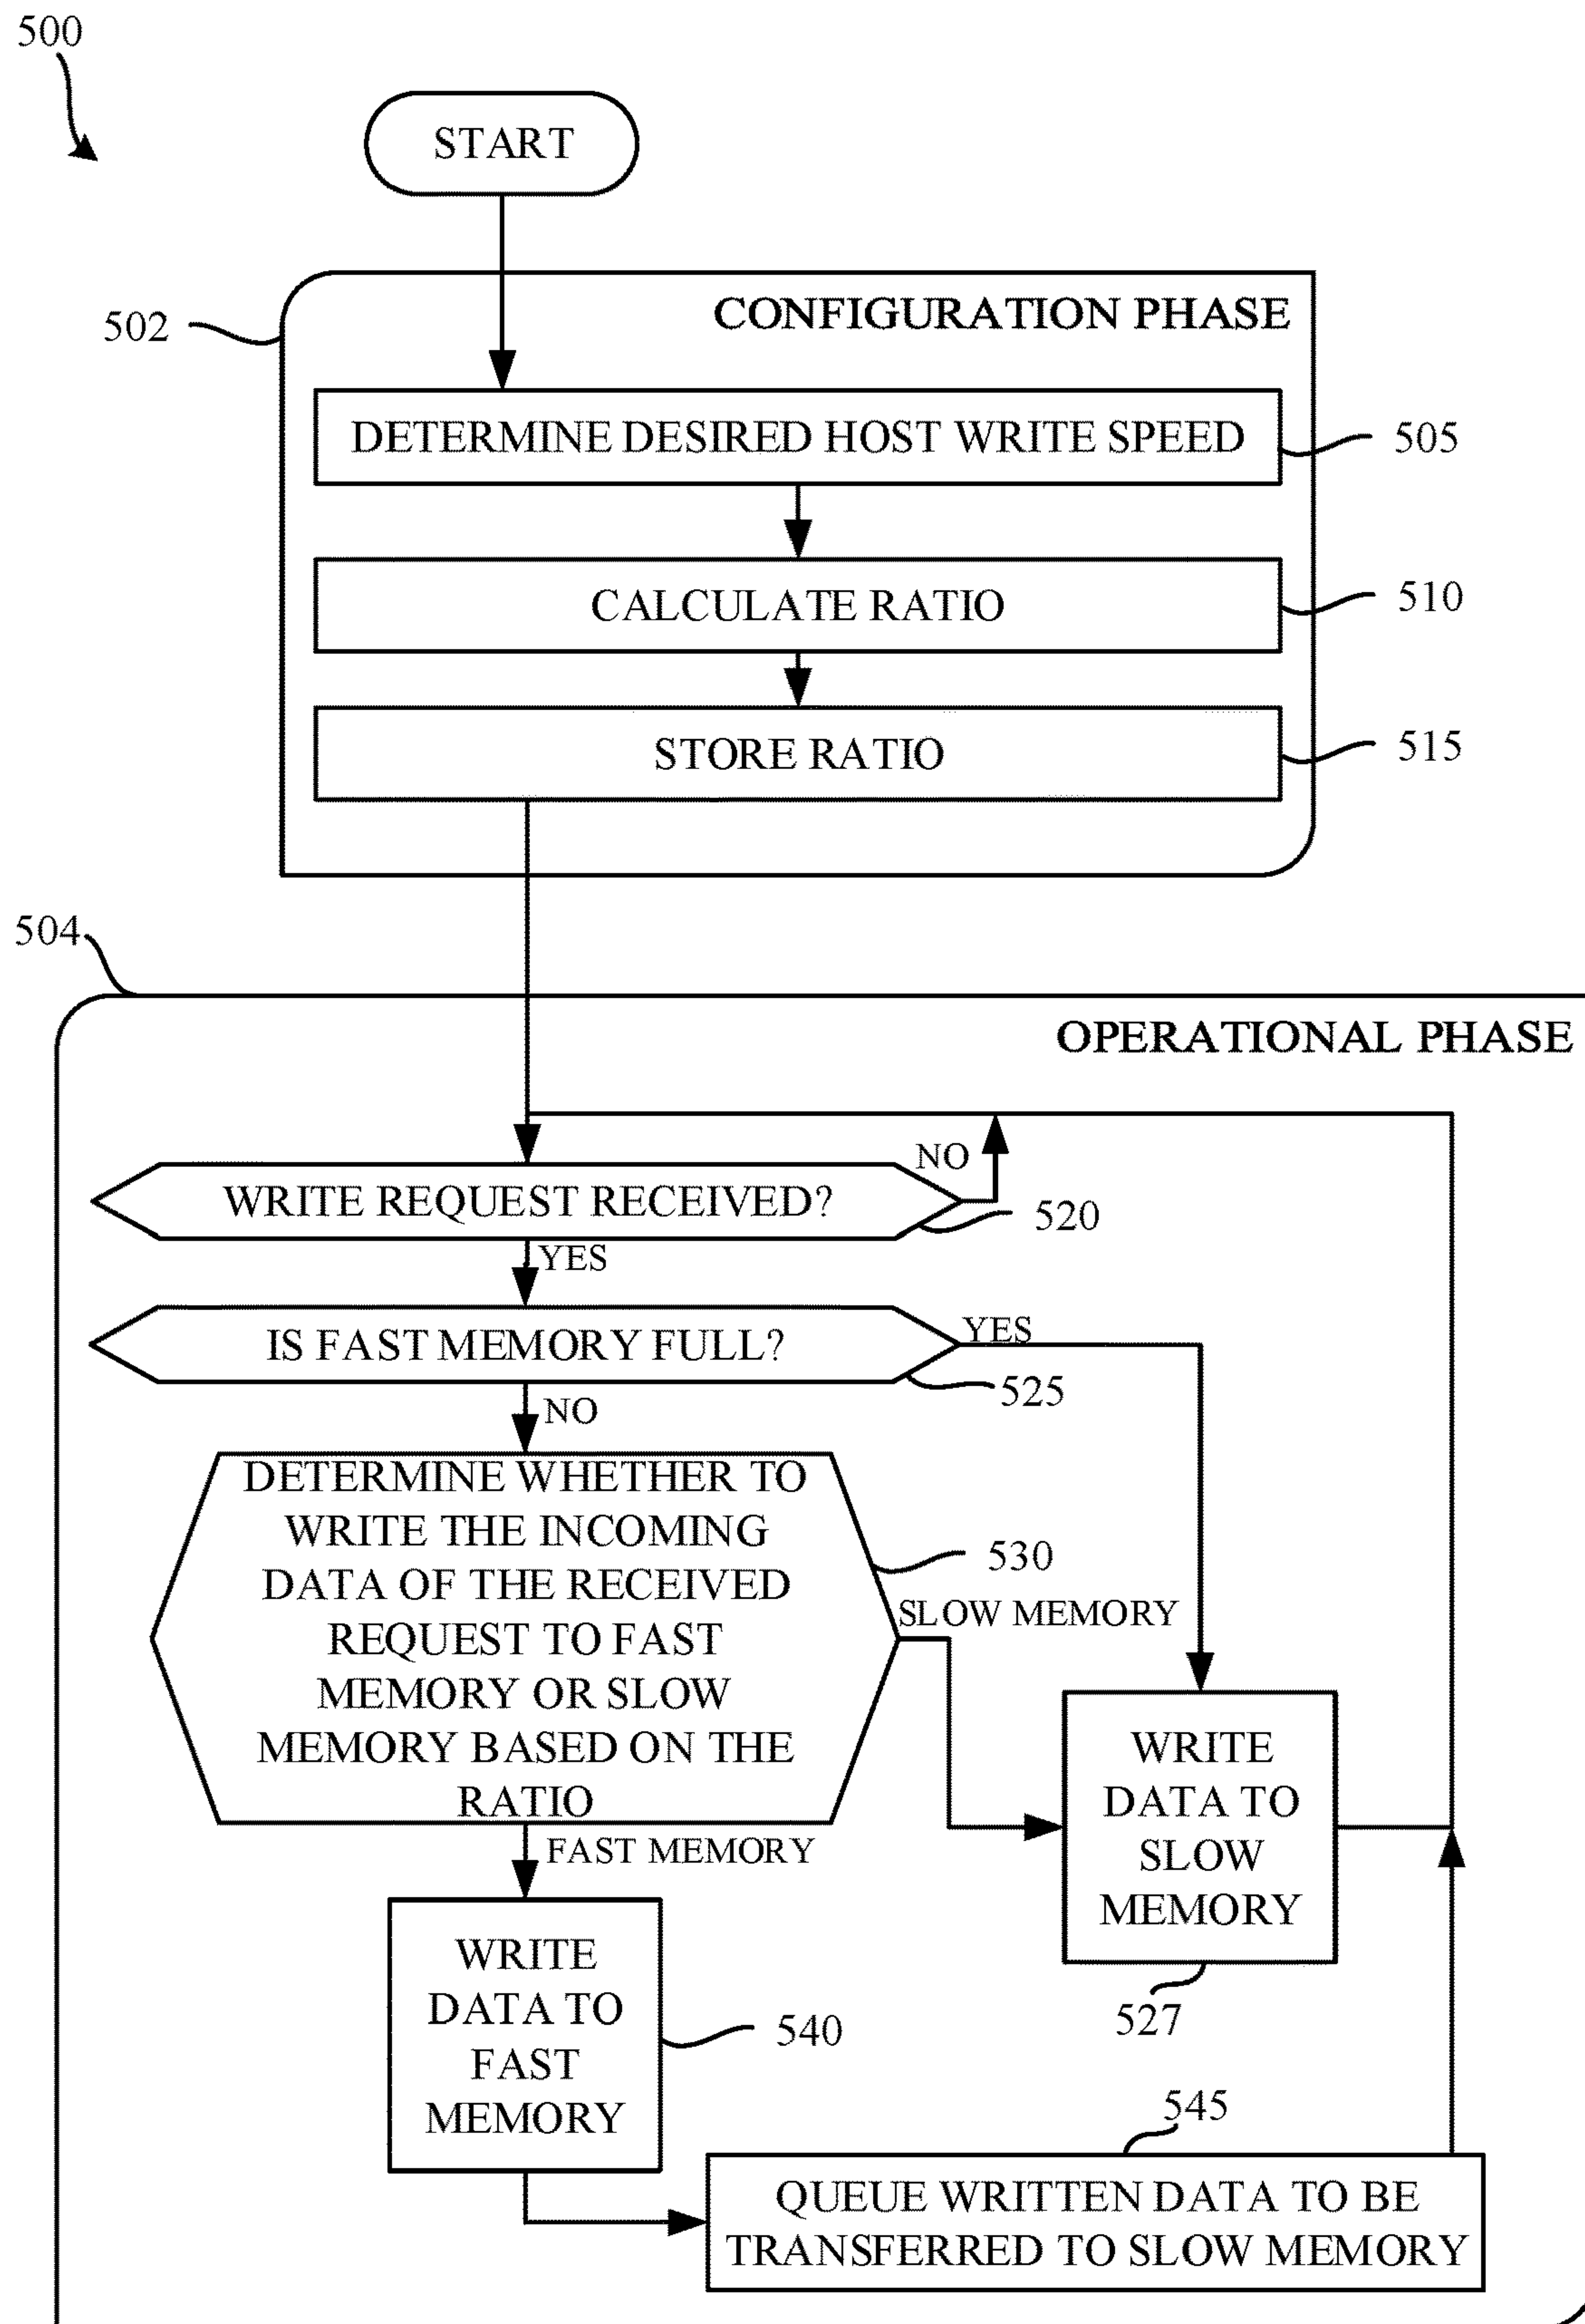 500
START
CONFIGURATION PHASE
502
DETERMINE DESIRED HOST WRITE SPEED
505
CALCULATE RATIO
510
STORE RATIO
515
504
OPERATIONAL PHASE
NO
WRITE REQUEST RECEIVED?
520
YES
IS FAST MEMORY FULL?
YES
525
NO
DETERMINE WHETHER TO
WRITE THE INCOMING
DATA OF THE RECEIVED
REQUEST TO FAST
MEMORY OR SLOW
MEMORY BASED ON THE
RATIO
530
SLOW MEMORY
FAST MEMORY
WRITE
DATA TO
SLOW
MEMORY
527
WRITE
DATA TO
FAST
MEMORY
540
545
QUEUE WRITTEN DATA TO BE
TRANSFERRED TO SLOW MEMORY